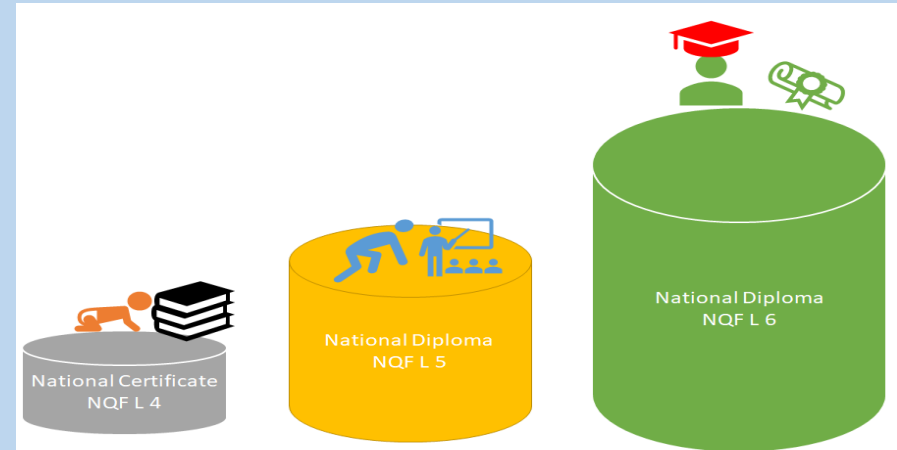 National Certificate
NQF L 4
National Diploma
NQF L 5
National Diploma
NQF L 6